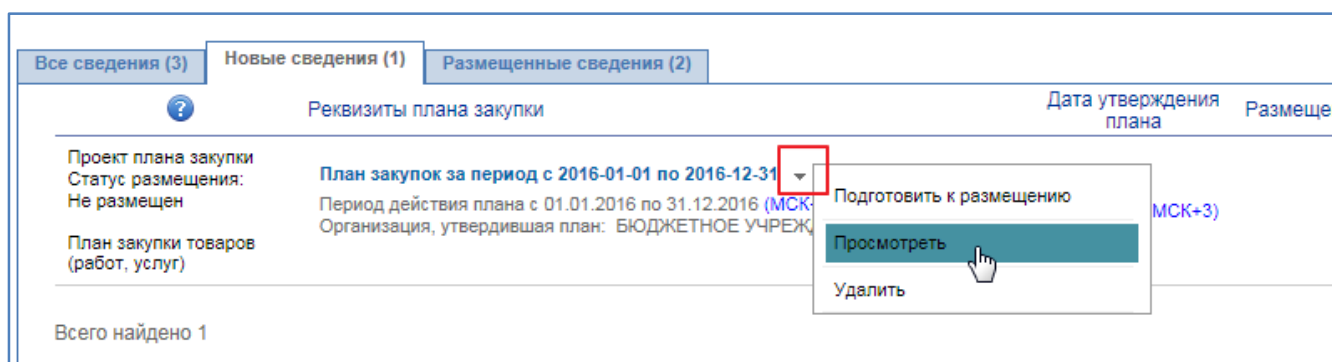 Все сведения (3) Новые сведения (1) Размещенные сведения (2)
Реквизиты плана закупки
Дата утверждения
плана
Размеще
Проект плана закупки
Статус размещения:
Не размещен
План закупки товаров
(работ, услуг)
План закупок за период с 2016-01-01 по 2016-12-31
Период действия плана с 01.01.2016 по 31.12.2016 (МСК+
Организация, утвердившая план: БЮДЖЕТНОЕ УЧРЕЖ
МСК+3)
Подготовить к размещению
Просмотреть
Удалить
Всего найдено 1